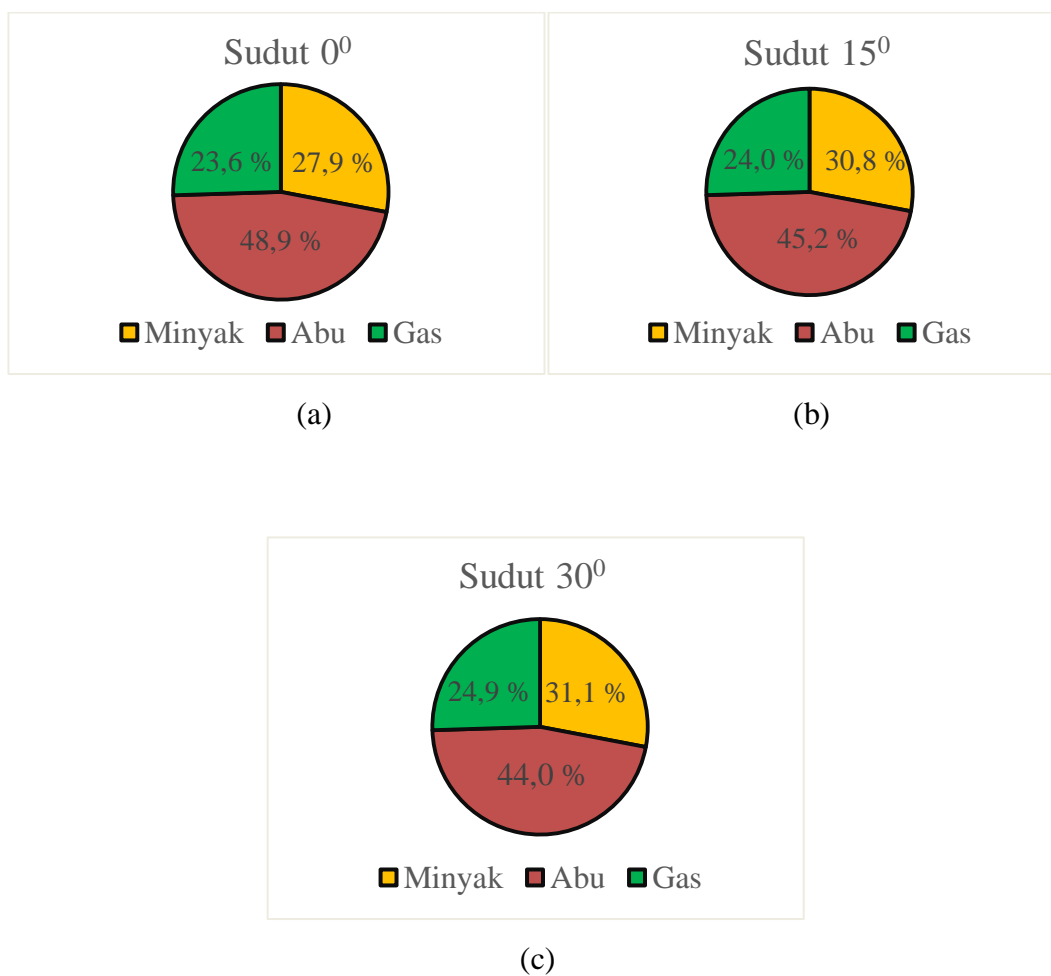 Sudut 0⁰
23,6 % 27,9 %
48,9 %
Minyak Abu Gas
(a)
Sudut 15⁰
24,0 % 30,8 %
45,2 %
Minyak Abu Gas
(b)
Sudut 30⁰
24,9 % 31,1 %
44,0 %
Minyak Abu Gas
(c)